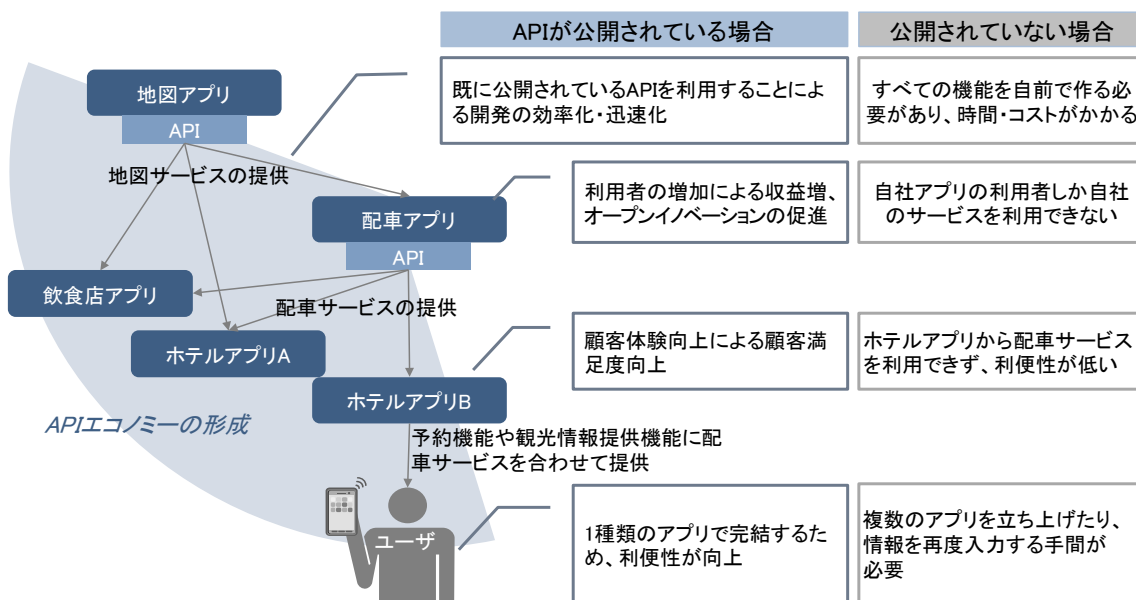 APIが公開されている場合
公開されていない場合
地図アプリ
API
地図サービスの提供
既に公開されているAPIを利用することによ
る開発の効率化・迅速化
すべての機能を自前で作る必
要があり、時間・コストがかかる
配車アプリ
API
配車サービスの提供
利用者の増加による収益増、
オープンイノベーションの促進
自社アプリの利用者しか自社
のサービスを利用できない
飲食店アプリ
ホテルアプリA
ホテルアプリB
顧客体験向上による顧客満
足度向上
ホテルアプリから配車サービス
を利用できず、利便性が低い
APIエコノミーの形成
予約機能や観光情報提供機能に配
車サービスを合わせて提供
ユーザ
1種類のアプリで完結するた
め、利便性が向上
複数のアプリを立ち上げたり、
情報を再度入力する手間が
必要